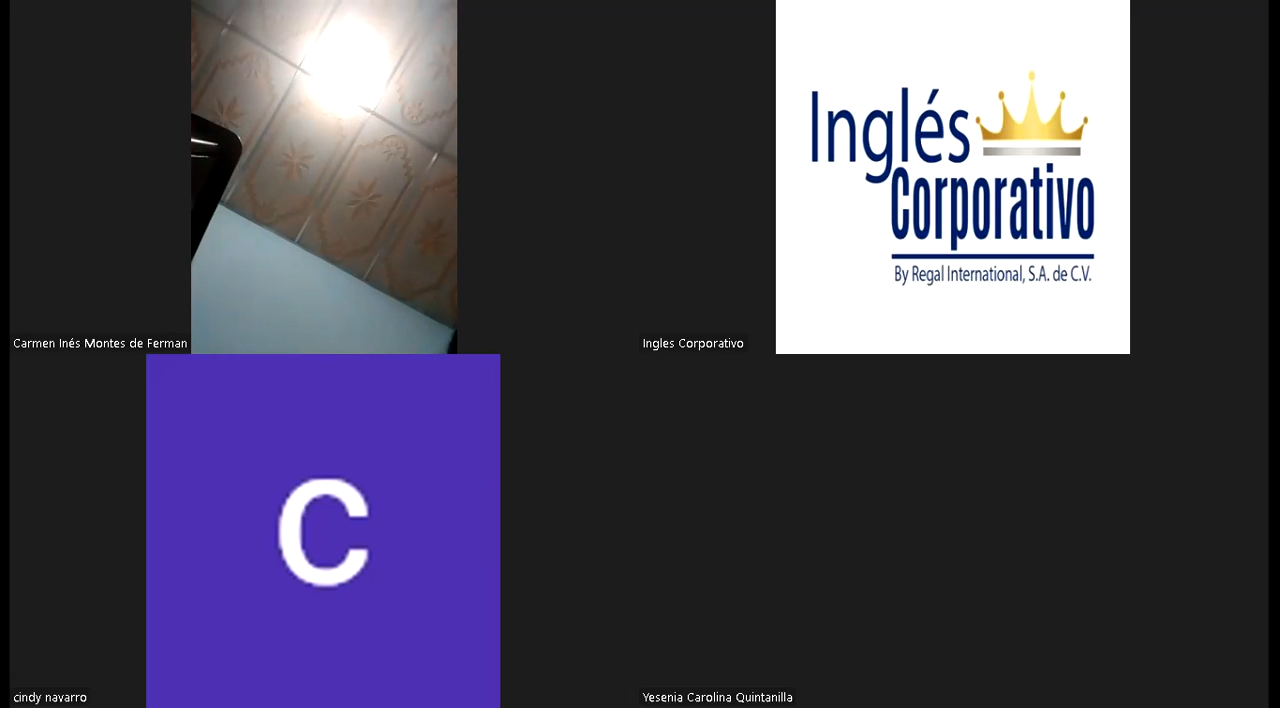 Inglés
Corporativo
By Regal International, S.A. de C.V.
Carmen Inés Montes de Ferman
Ingles Corporativo
C
cindy navarro
Yesenia Carolina Quintanilla